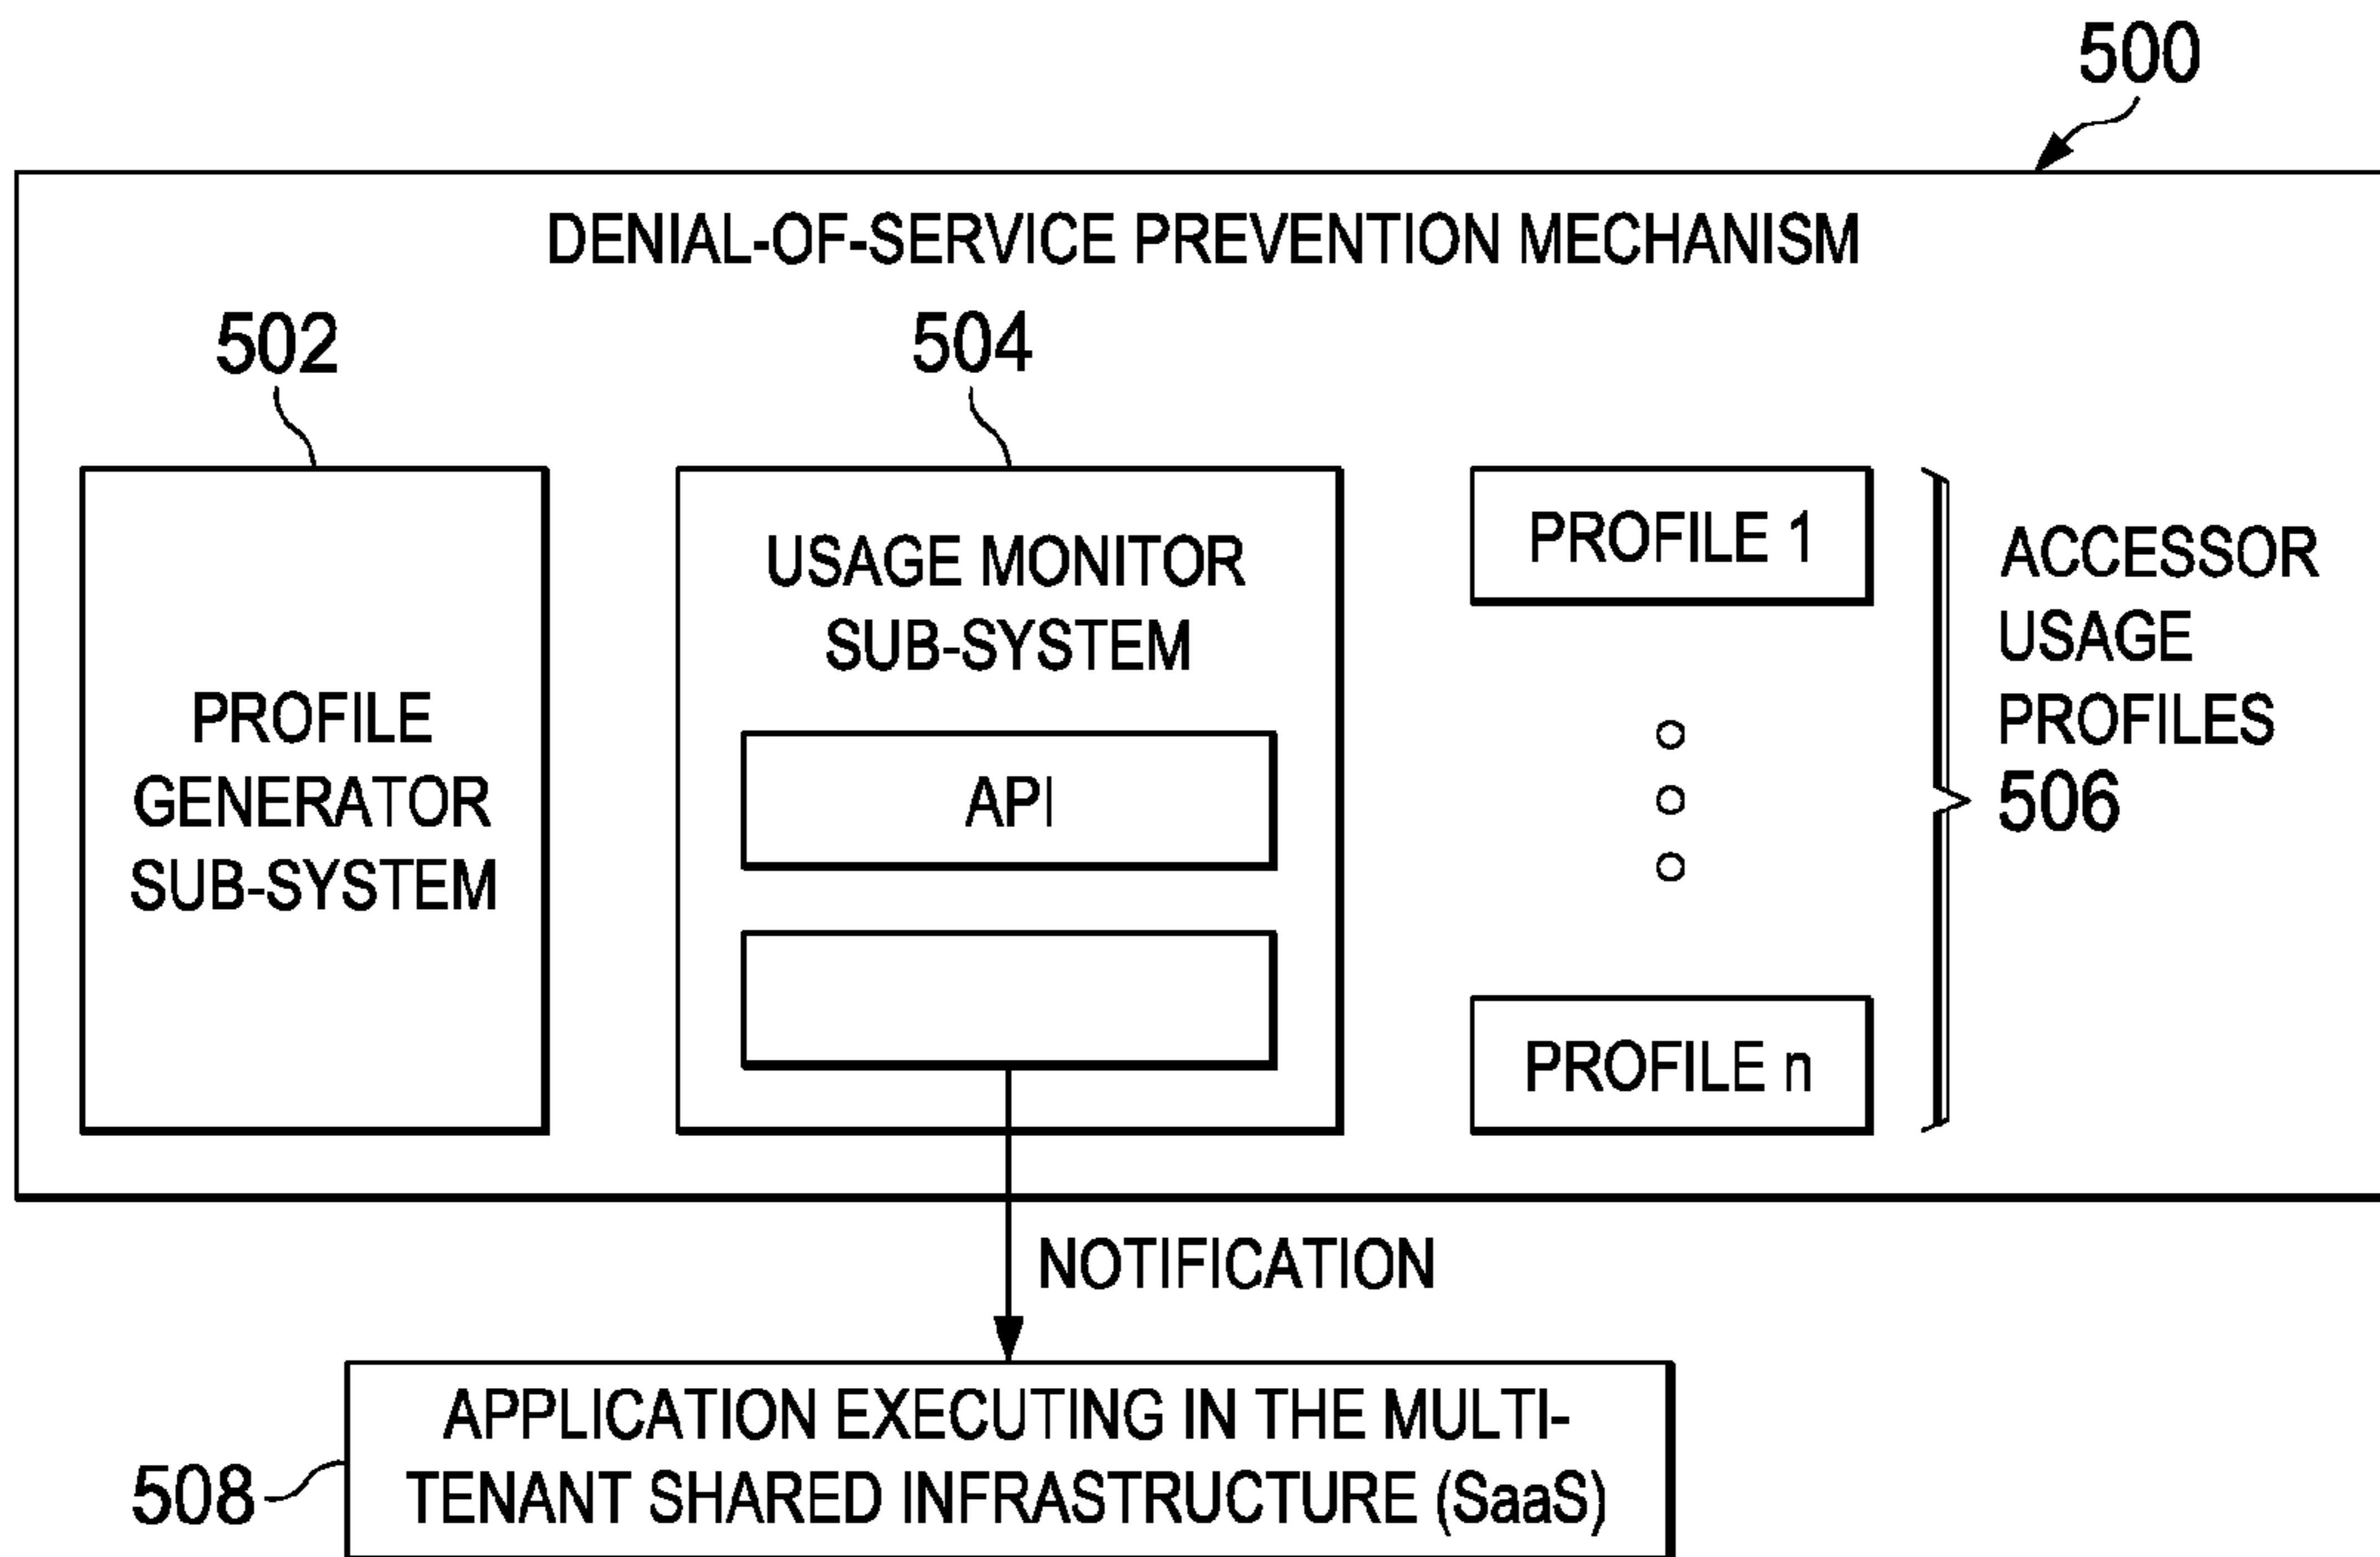 500
DENIAL-OF-SERVICE PREVENTION MECHANISM
502
504
PROFILE
GENERATOR
SUB-SYSTEM
USAGE MONITOR
SUB-SYSTEM
API
PROFILE 1
PROFILE n
ACCESSOR
USAGE
PROFILES
506
NOTIFICATION
508
APPLICATION EXECUTING IN THE MULTI-
TENANT SHARED INFRASTRUCTURE (SaaS)